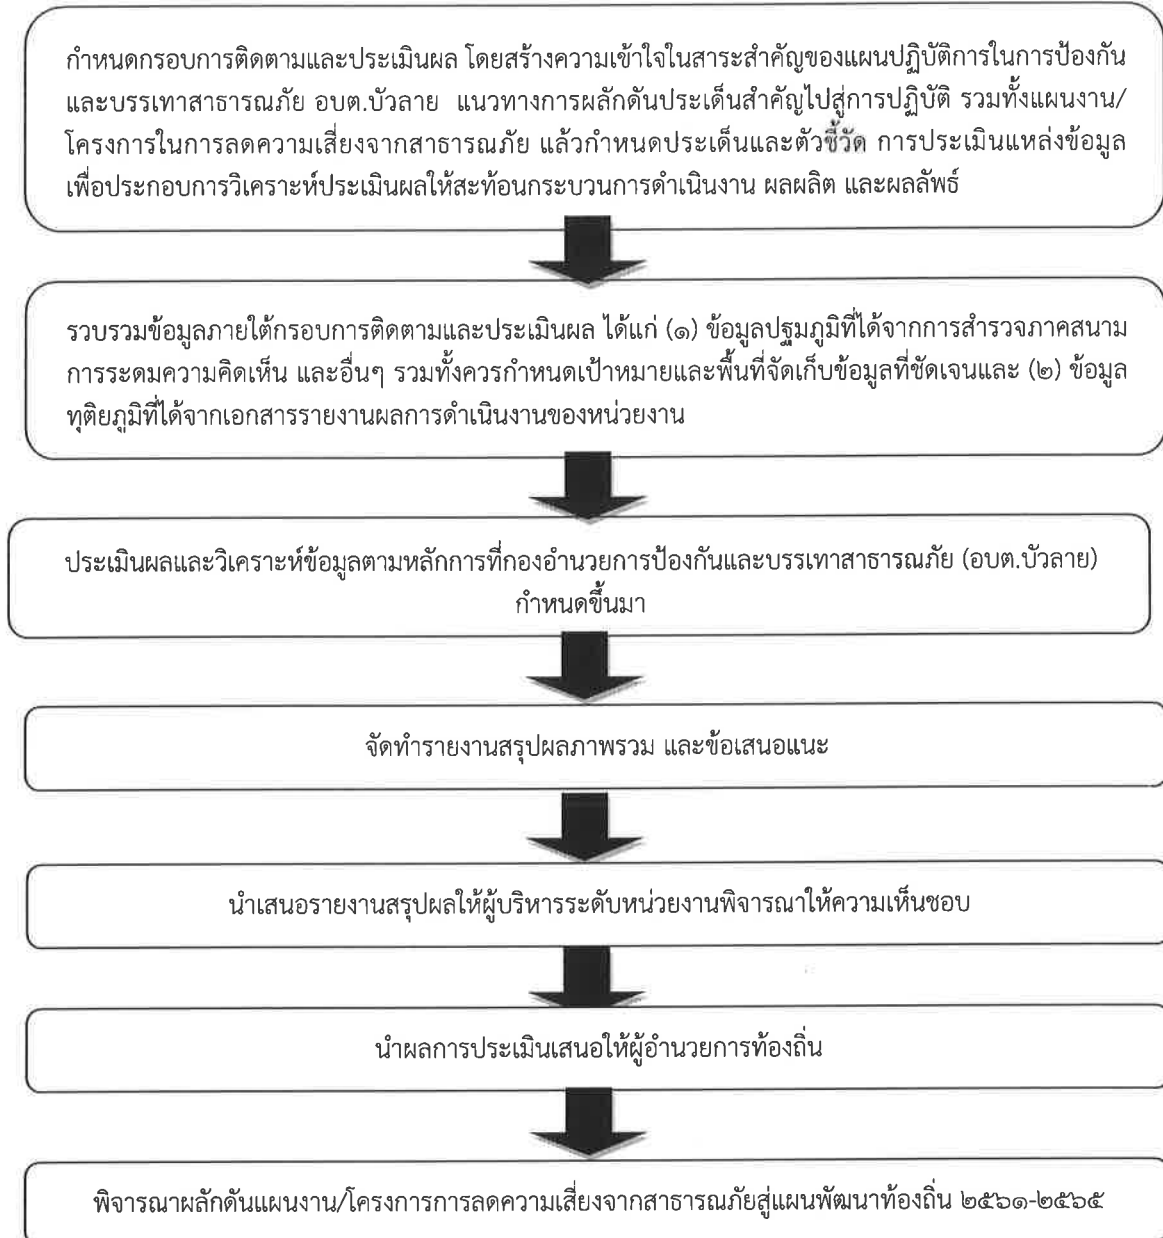 กำหนดกรอบการติดตามและประเมินผล โดยสร้างความเข้าใจในสาระสำคัญของแผนปฏิบัติการในการป้องกัน
และบรรเทาสาธารณภัย อบต.บัวลาย แนวทางการผลักดันประเด็นสำคัญไปสู่การปฏิบัติ รวมทั้งแผนงาน/
โครงการในการลดความเสี่ยงจากสาธารณภัย แล้วกำหนดประเด็นและตัวชี้วัด การประเมินแหล่งข้อมูล
เพื่อประกอบการวิเคราะห์ประเมินผลให้สะท้อนกระบวนการดำเนินงาน ผลผลิต และผลลัพธ์
รวบรวมข้อมูลภายใต้กรอบการติดตามและประเมินผล ได้แก่ (๑) ข้อมูลปฐมภูมิที่ได้จากการสำรวจภาคสนาม
การระดมความคิดเห็น และอื่นๆ รวมทั้งควรกำหนดเป้าหมายและพื้นที่จัดเก็บข้อมูลที่ชัดเจนและ (๒) ข้อมูล
ทุติยภูมิที่ได้จากเอกสารรายงานผลการดำเนินงานของหน่วยงาน
ประเมินผลและวิเคราะห์ข้อมูลตามหลักการที่กองอำนวยการป้องกันและบรรเทาสาธารณภัย (อบต.บัวลาย)
กำหนดขึ้นมา
จัดทำรายงานสรุปผลภาพรวม และข้อเสนอแนะ
นำเสนอรายงานสรุปผลให้ผู้บริหารระดับหน่วยงานพิจารณาให้ความเห็นชอบ
นำผลการประเมินเสนอให้ผู้อำนวยการท้องถิ่น
พิจารณาผลักดันแผนงาน/โครงการการลดความเสี่ยงจากสาธารณภัยสู่แผนพัฒนาท้องถิ่น ๒๕๖๑-๒๕๖๕